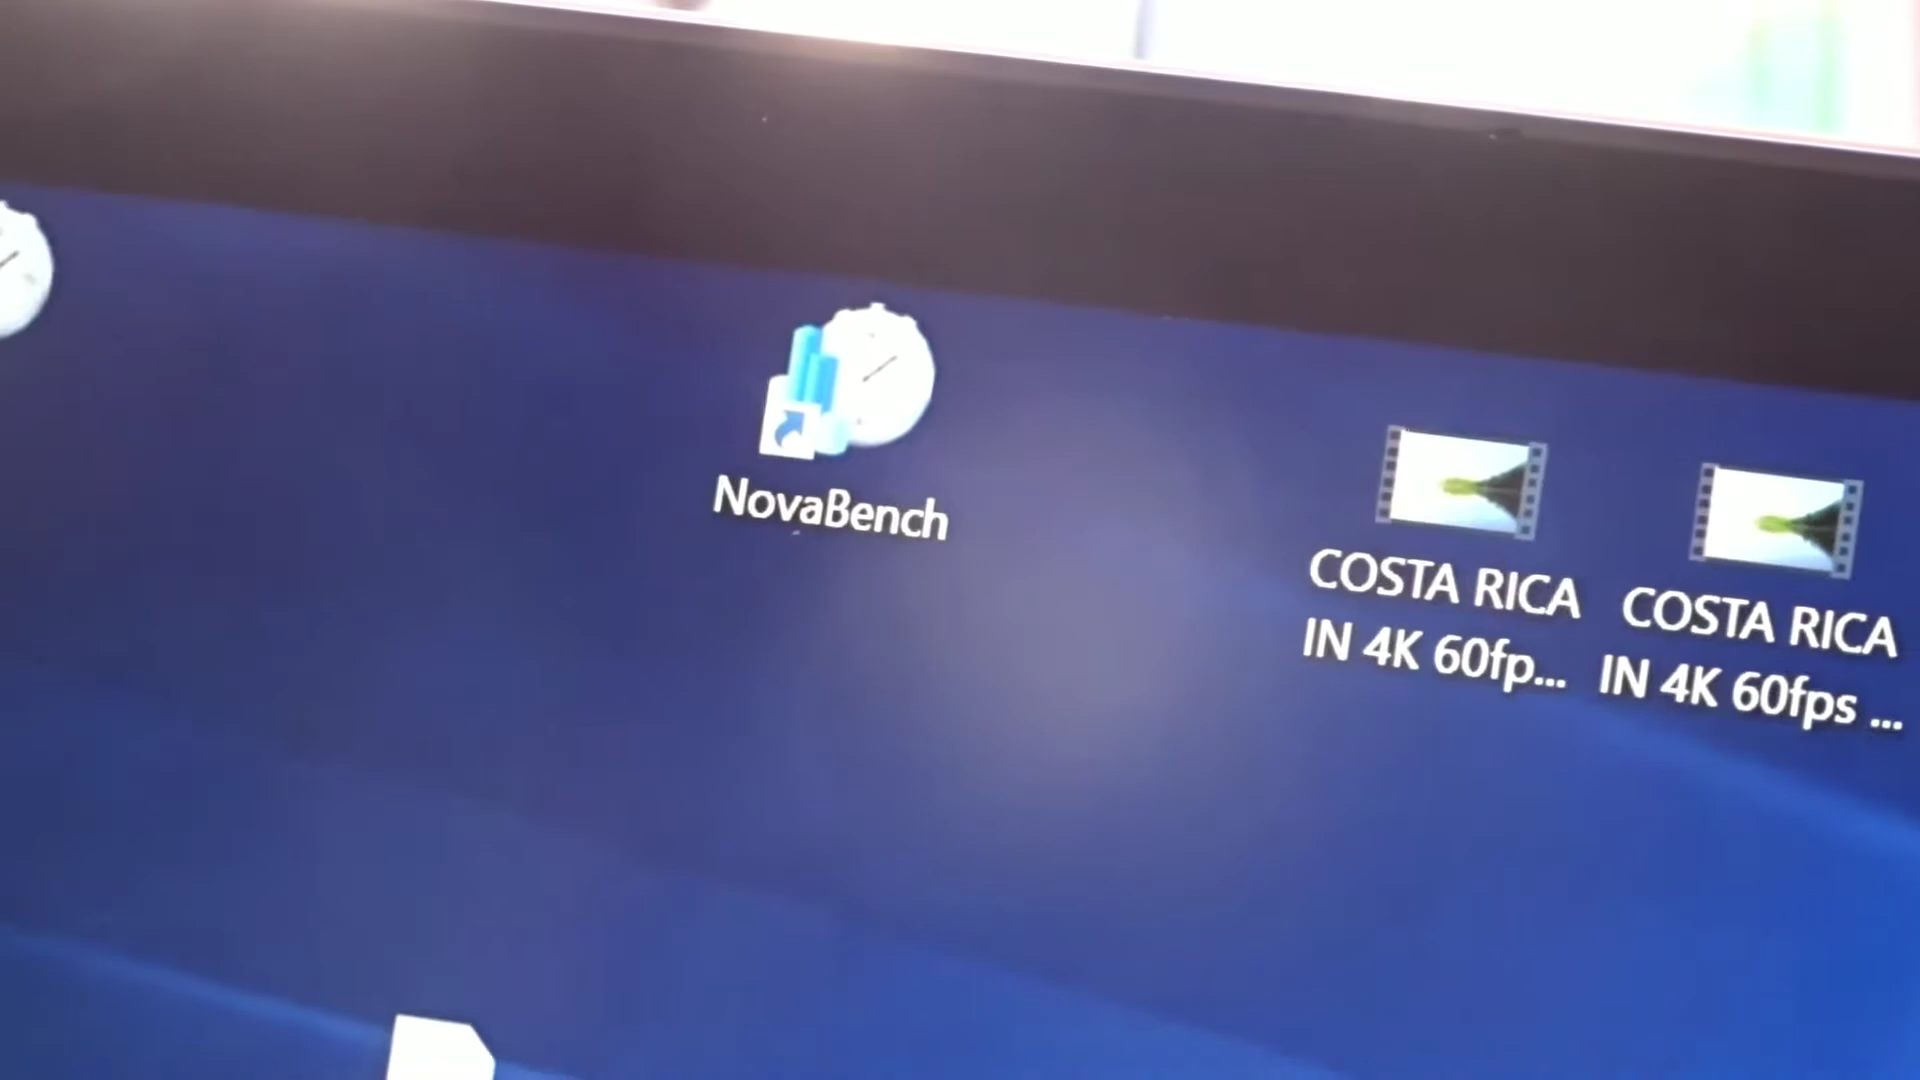 NovaBench
COSTA RICA
IN 4K 60fp...
COSTA RICA
IN 4K 60fps ...